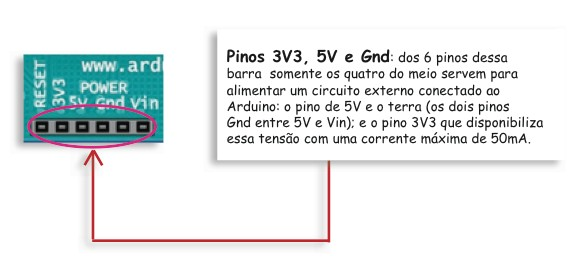 www.ard
RESET
3V3
POWER
5V Gnd Vin
Pinos 3V3, 5V e Gnd: dos 6 pinos dessa
barra somente os quatro do meio servem para
alimentar um circuito externo conectado ao
Arduino: o pino de 5V e o terra (os dois pinos
Gnd entre 5V e Vin); e o pino 3V3 que disponibiliza
essa tensão com uma corrente máxima de 50mA.